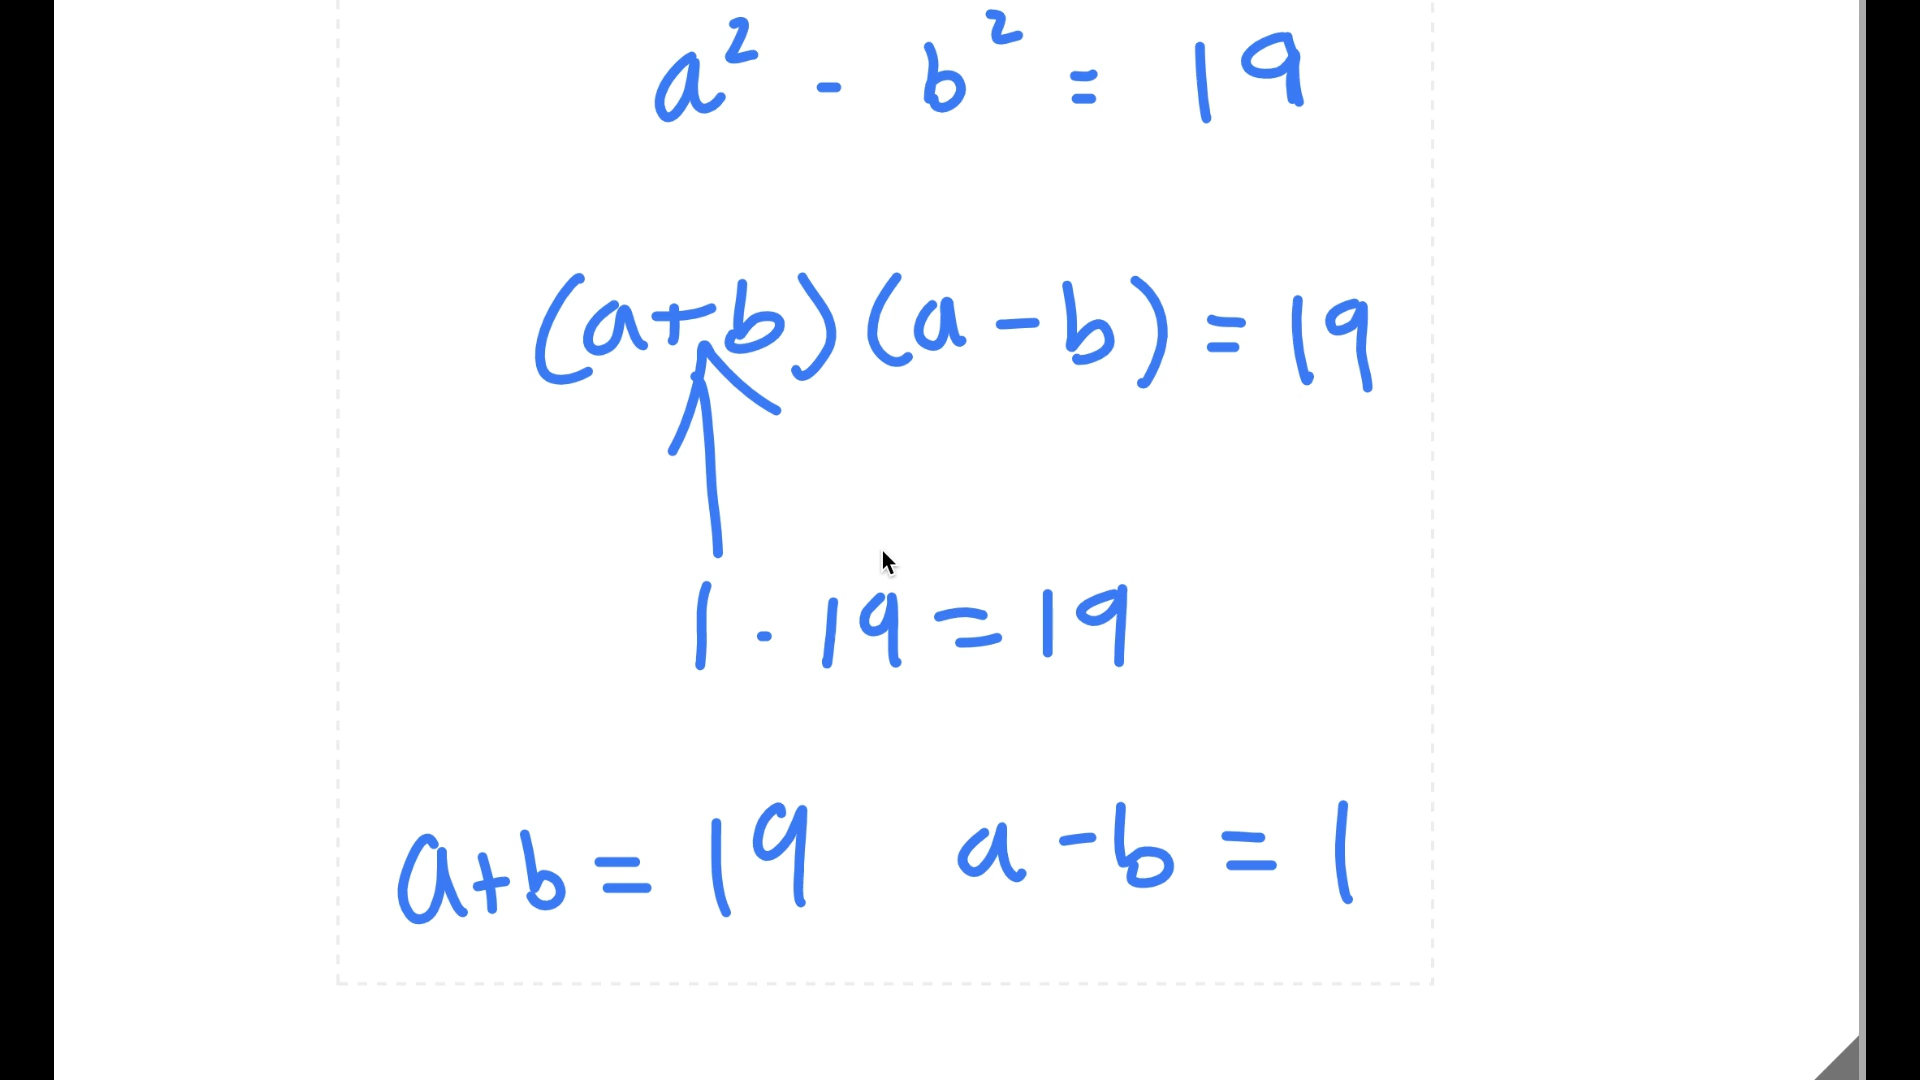 a² - b² = 19
(a+b)(a-b) = 19
1 · 19 = 19
a+b = 19 a-b = 1